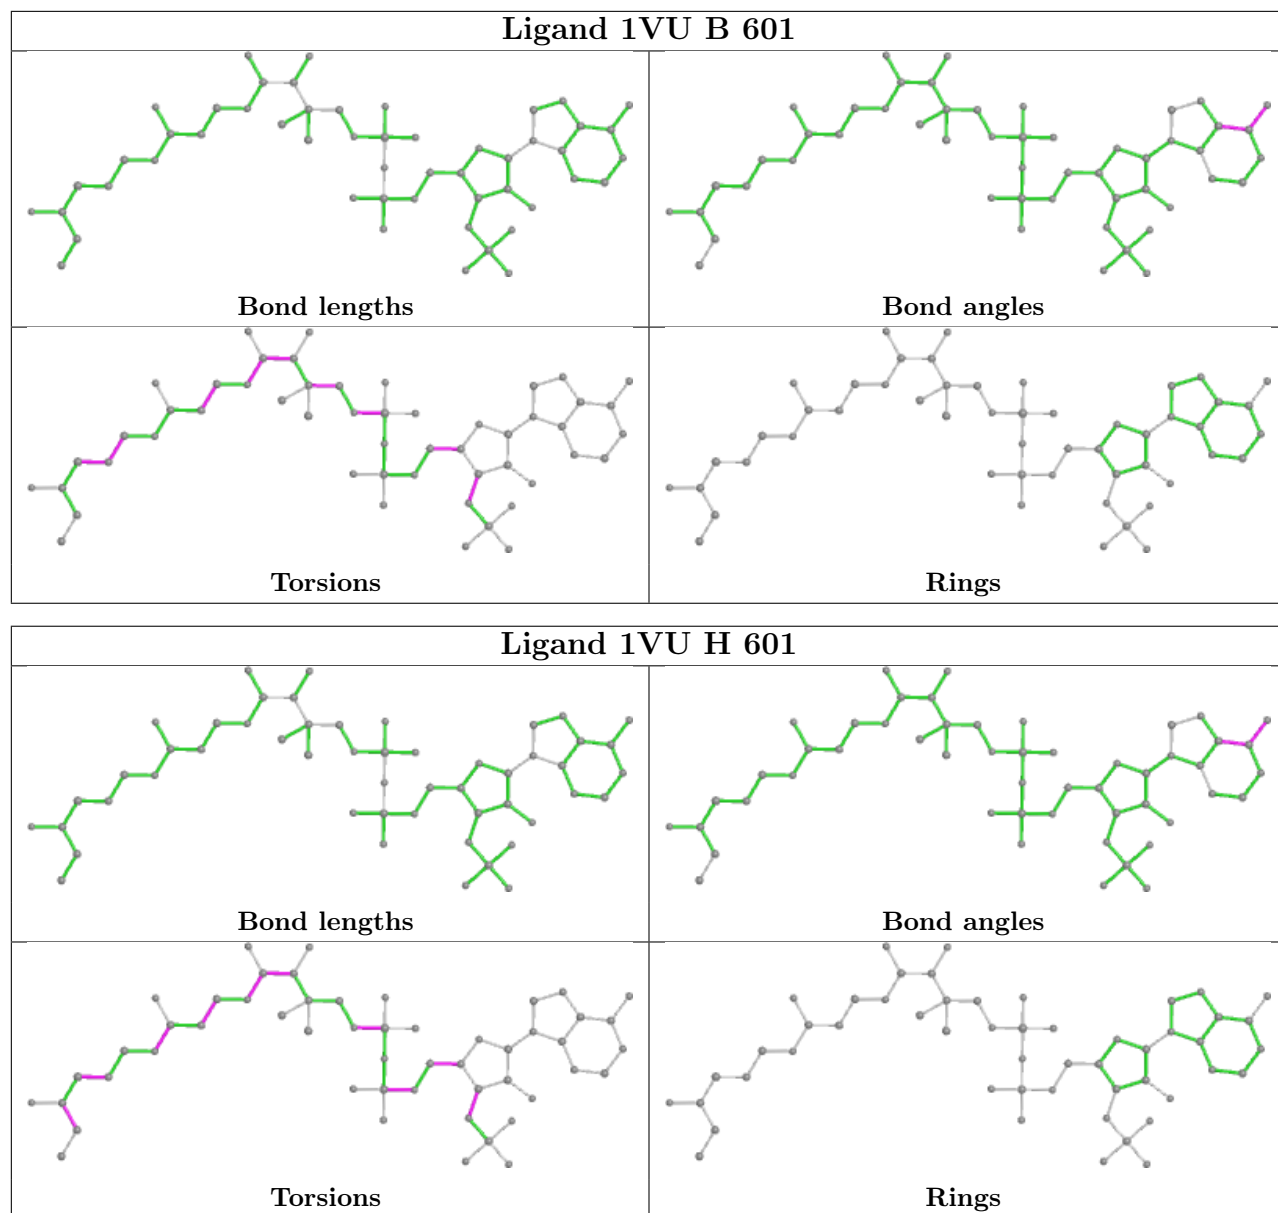 Ligand 1VU B 601
Bond lengths
Bond angles
Torsions
Rings
Ligand 1VU H 601
Bond lengths
Bond angles
Torsions
Rings